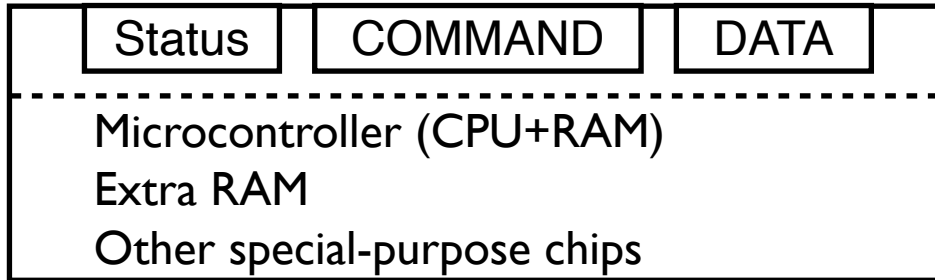 Status COMMAND DATA
Microcontroller (CPU+RAM)
Extra RAM
Other special-purpose chips